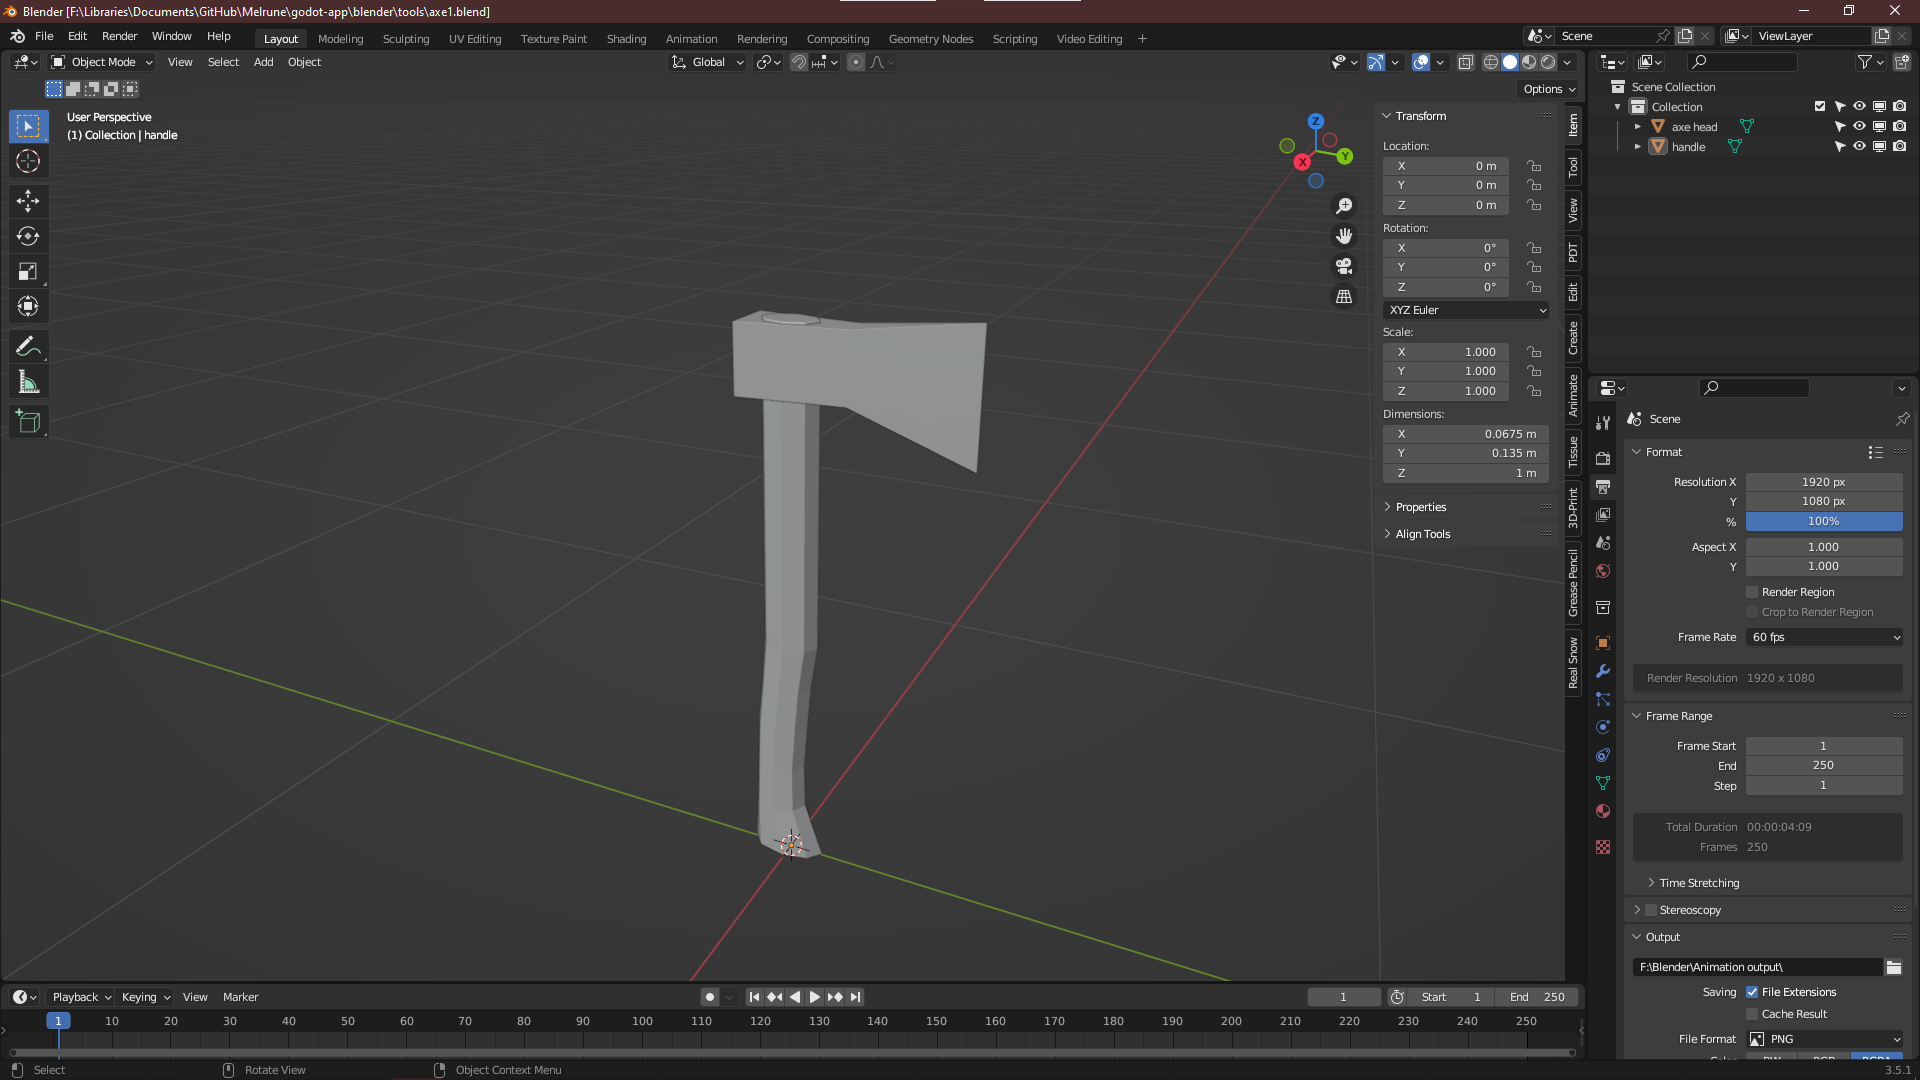 Blender [F:\Libraries\Documents\GitHub\Melrune\godot-app\blender\tools\axe1.blend]
File Edit Render Window Help Layout Modeling Sculpting UV Editing Texture Paint Shading Animation Rendering Compositing Geometry Nodes Scripting Video Editing + Scene ViewLayer
Object Mode View Select Add Object Global
Options
User Perspective
(1) Collection | handle
Z
Y
X
Transform
Location:
X 0 m
Y 0 m
Z 0 m
Rotation:
X 0°
Y 0°
Z 0°
XYZ Euler
Scale:
X 1.000
Y 1.000
Z 1.000
Dimensions:
X 0.0675 m
Y 0.135 m
Z 1 m
Properties
Align Tools
Item
Tool
View
PDT
Edit
Create
Animate
Tissue
3D-Print
Grease Pencil
Real Snow
Scene Collection
Collection
axe head
handle
Scene
Format
Resolution X 1920 px
Y 1080 px
% 100%
Aspect X 1.000
Y 1.000
Render Region
Crop to Render Region
Frame Rate 60 fps
Render Resolution 1920 x 1080
Frame Range
Frame Start 1
End 250
Step 1
Total Duration 00:00:04:09
Frames 250
Time Stretching
Stereoscopy
Output
F:\Blender\Animation output\
Saving File Extensions
Cache Result
File Format PNG
Color BW RGB RGBA
Playback Keying View Marker 1 Start 1 End 250
1 10 20 30 40 50 60 70 80 90 100 110 120 130 140 150 160 170 180 190 200 210 220 230 240 250
Select Rotate View Object Context Menu 3.5.1